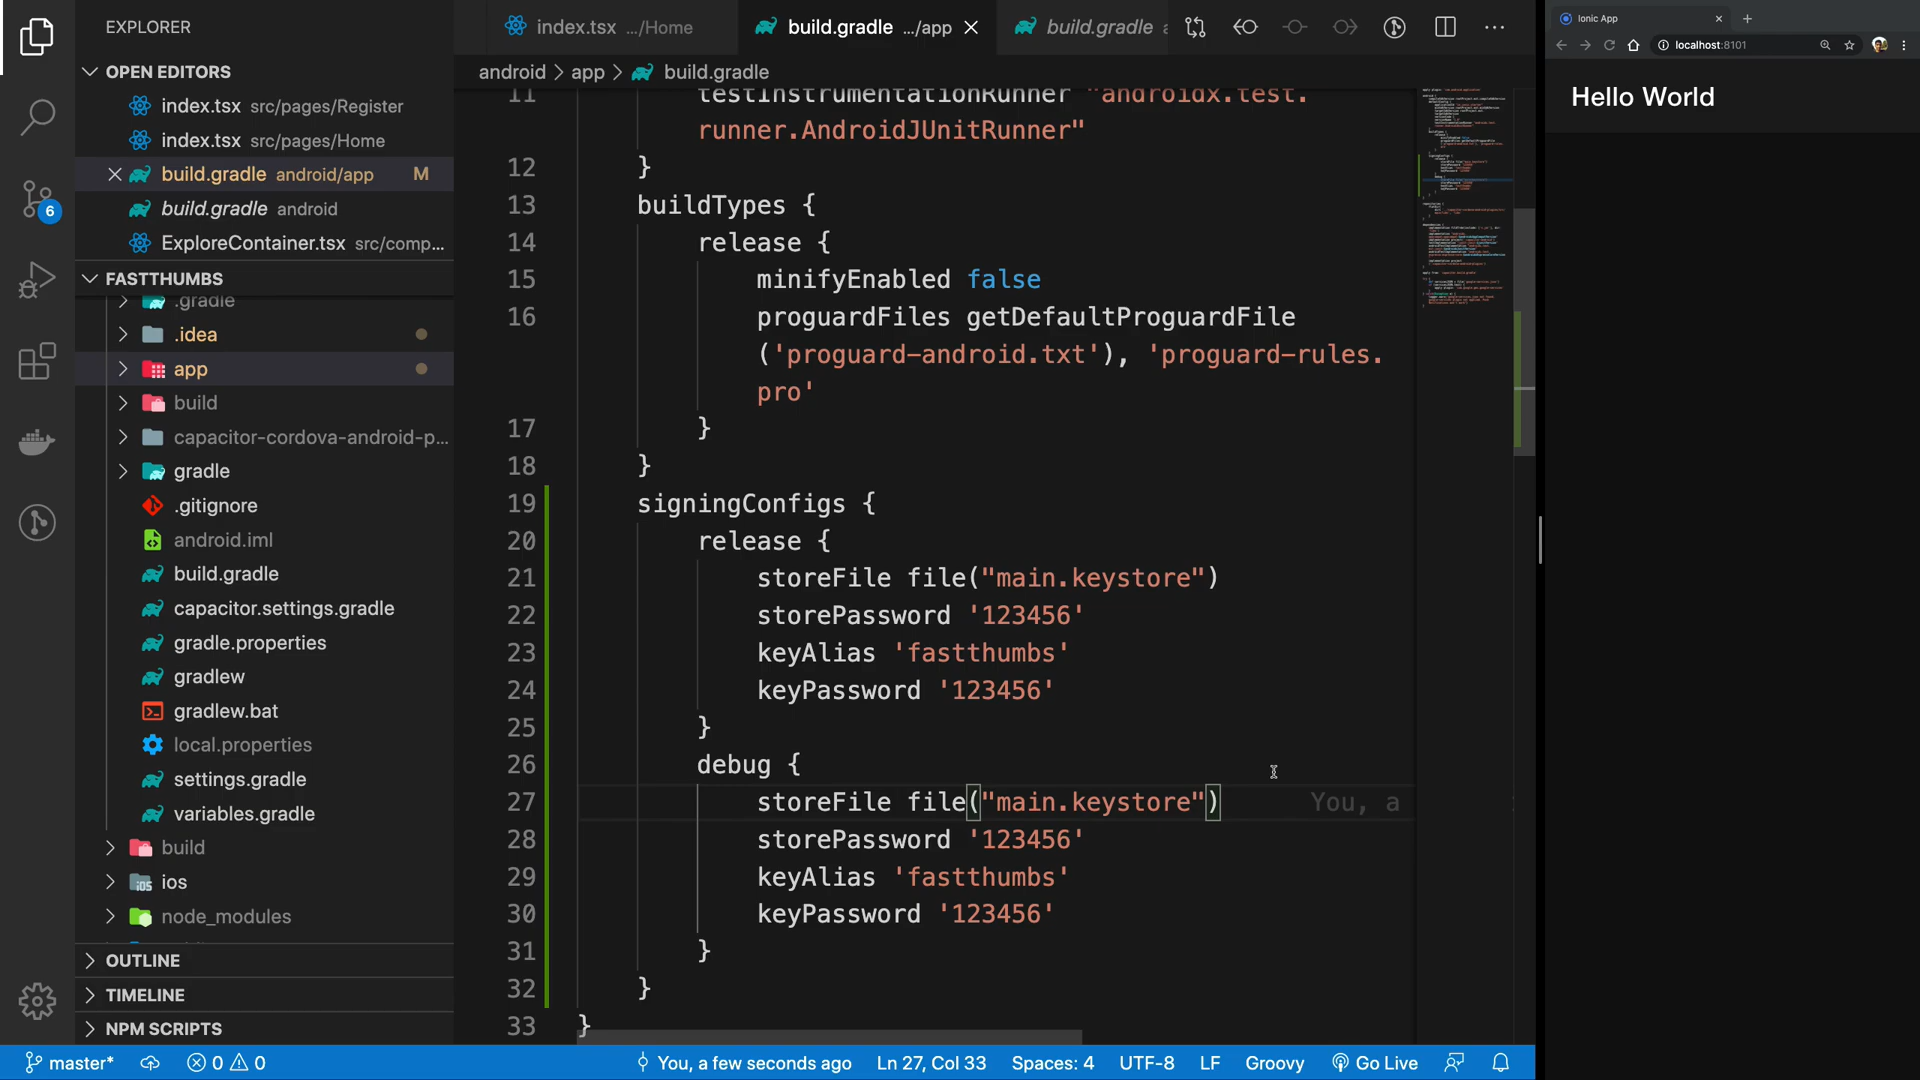 EXPLORER
OPEN EDITORS
index.tsx src/pages/Register
index.tsx src/pages/Home
build.gradle android/app M
build.gradle android
ExploreContainer.tsx src/comp...
FASTTHUMBS
.gradle
.idea
app
build
capacitor-cordova-android-p...
gradle
.gitignore
android.iml
build.gradle
capacitor.settings.gradle
gradle.properties
gradlew
gradlew.bat
local.properties
settings.gradle
variables.gradle
build
ios
node_modules
OUTLINE
TIMELINE
NPM SCRIPTS
6
index.tsx .../Home
build.gradle .../app
build.gradle a
android > app > build.gradle
11 testInstrumentationRunner "androidx.test.
runner.AndroidJUnitRunner"
12 }
13 buildTypes {
14 release {
15 minifyEnabled false
16 proguardFiles getDefaultProguardFile
('proguard-android.txt'), 'proguard-rules.
pro'
17 }
18 }
19 signingConfigs {
20 release {
21 storeFile file("main.keystore")
22 storePassword '123456'
23 keyAlias 'fastthumbs'
24 keyPassword '123456'
25 }
26 debug {
27 storeFile file("main.keystore") You, a
28 storePassword '123456'
29 keyAlias 'fastthumbs'
30 keyPassword '123456'
31 }
32 }
33 }
master* 0 0 You, a few seconds ago Ln 27, Col 33 Spaces: 4 UTF-8 LF Groovy Go Live
Ionic App
localhost:8101
Hello World